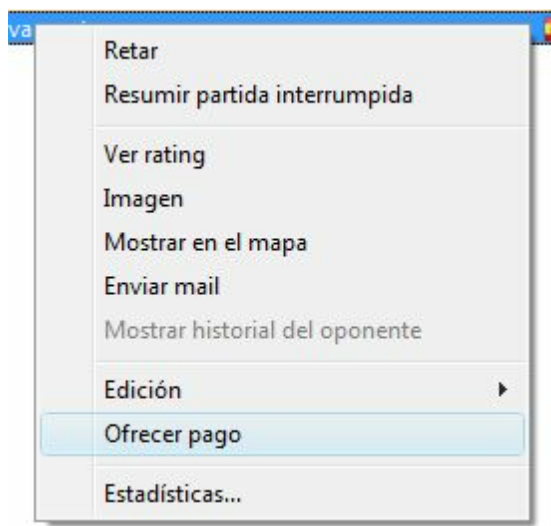 Retar
Resumir partida interrumpida
Ver rating
Imagen
Mostrar en el mapa
Enviar mail
Mostrar historial del oponente
Edición
Ofrecer pago
Estadísticas...